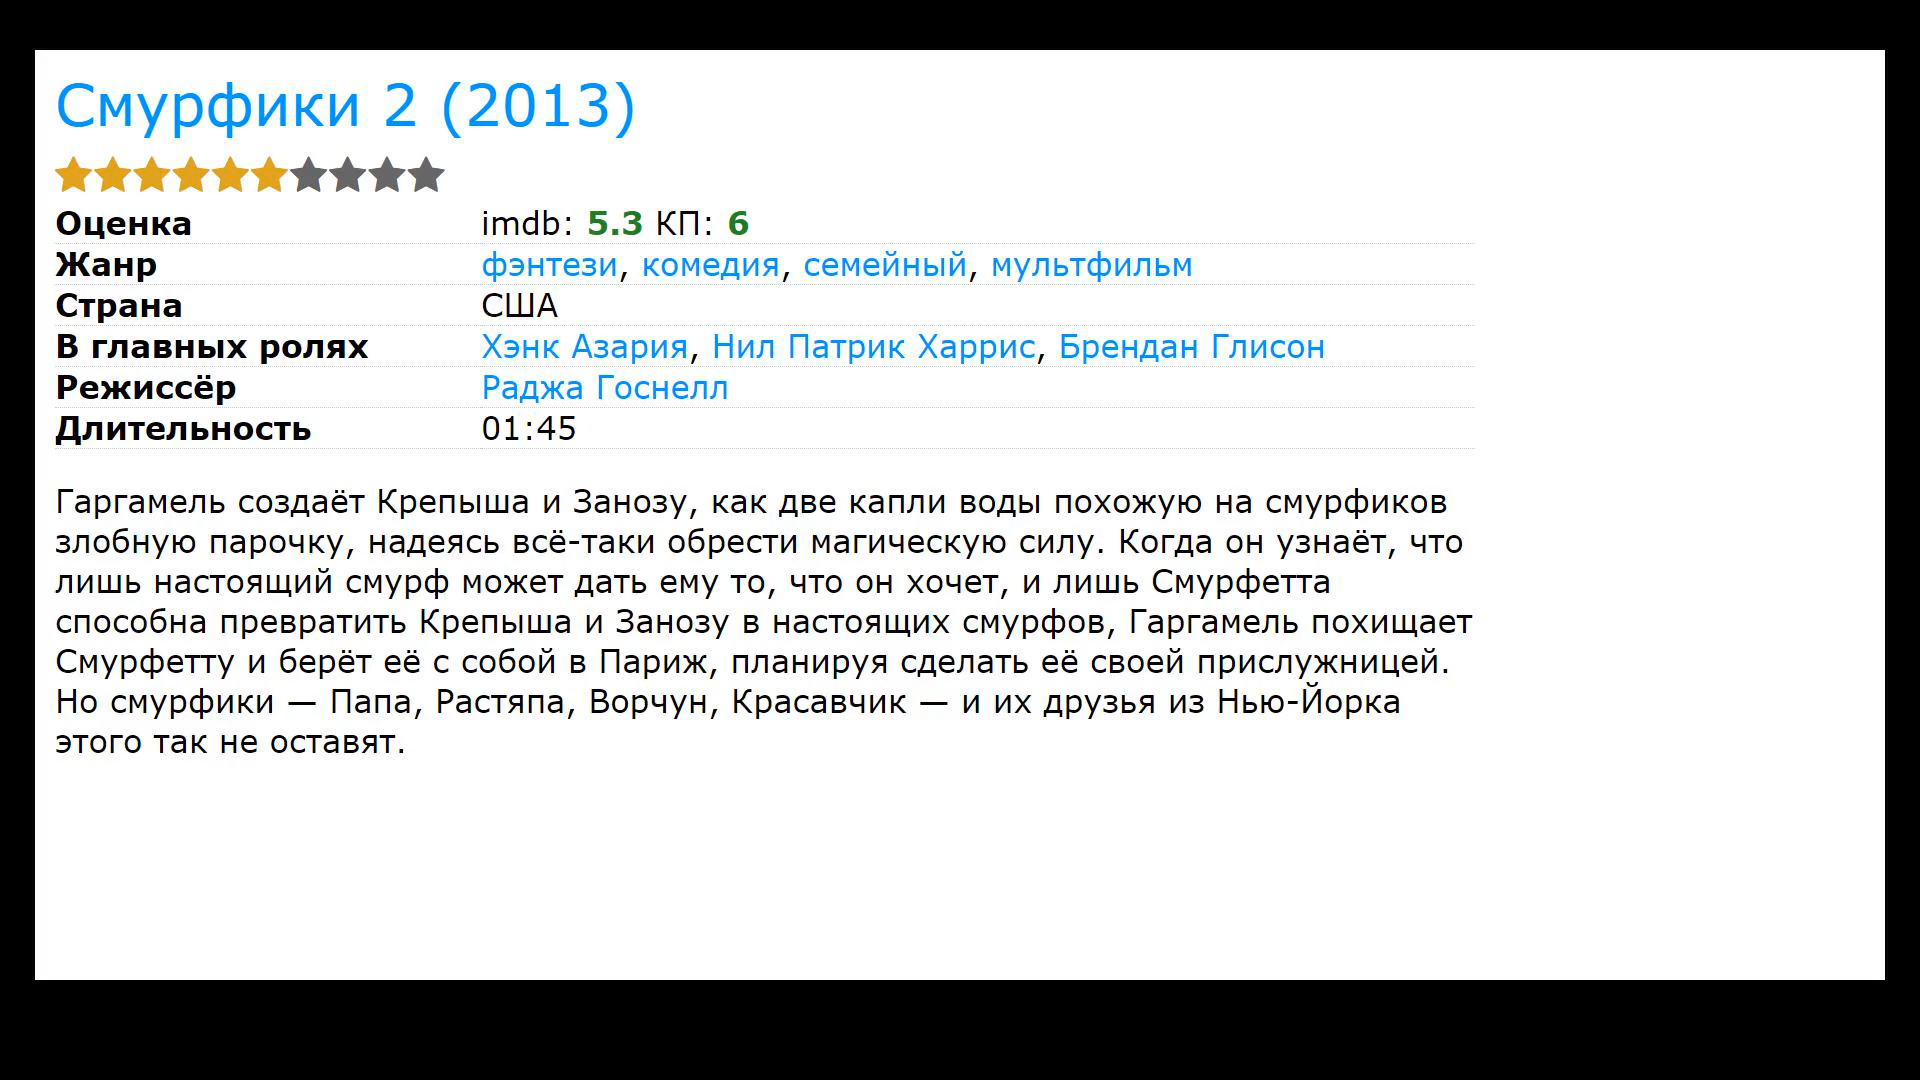 Смурфики 2 (2013)
Оценка imdb: 5.3 КП: 6
Жанр фэнтези, комедия, семейный, мультфильм
Страна США
В главных ролях Хэнк Азария, Нил Патрик Харрис, Брендан Глисон
Режиссёр Раджа Госнелл
Длительность 01:45
Гаргамель создаёт Крепыша и Занозу, как две капли воды похожую на смурфиков
злобную парочку, надеясь всё-таки обрести магическую силу. Когда он узнаёт, что
лишь настоящий смурф может дать ему то, что он хочет, и лишь Смурфетта
способна превратить Крепыша и Занозу в настоящих смурфов, Гаргамель похищает
Смурфетту и берёт её с собой в Париж, планируя сделать её своей прислужницей.
Но смурфики — Папа, Растяпа, Ворчун, Красавчик — и их друзья из Нью-Йорка
этого так не оставят.